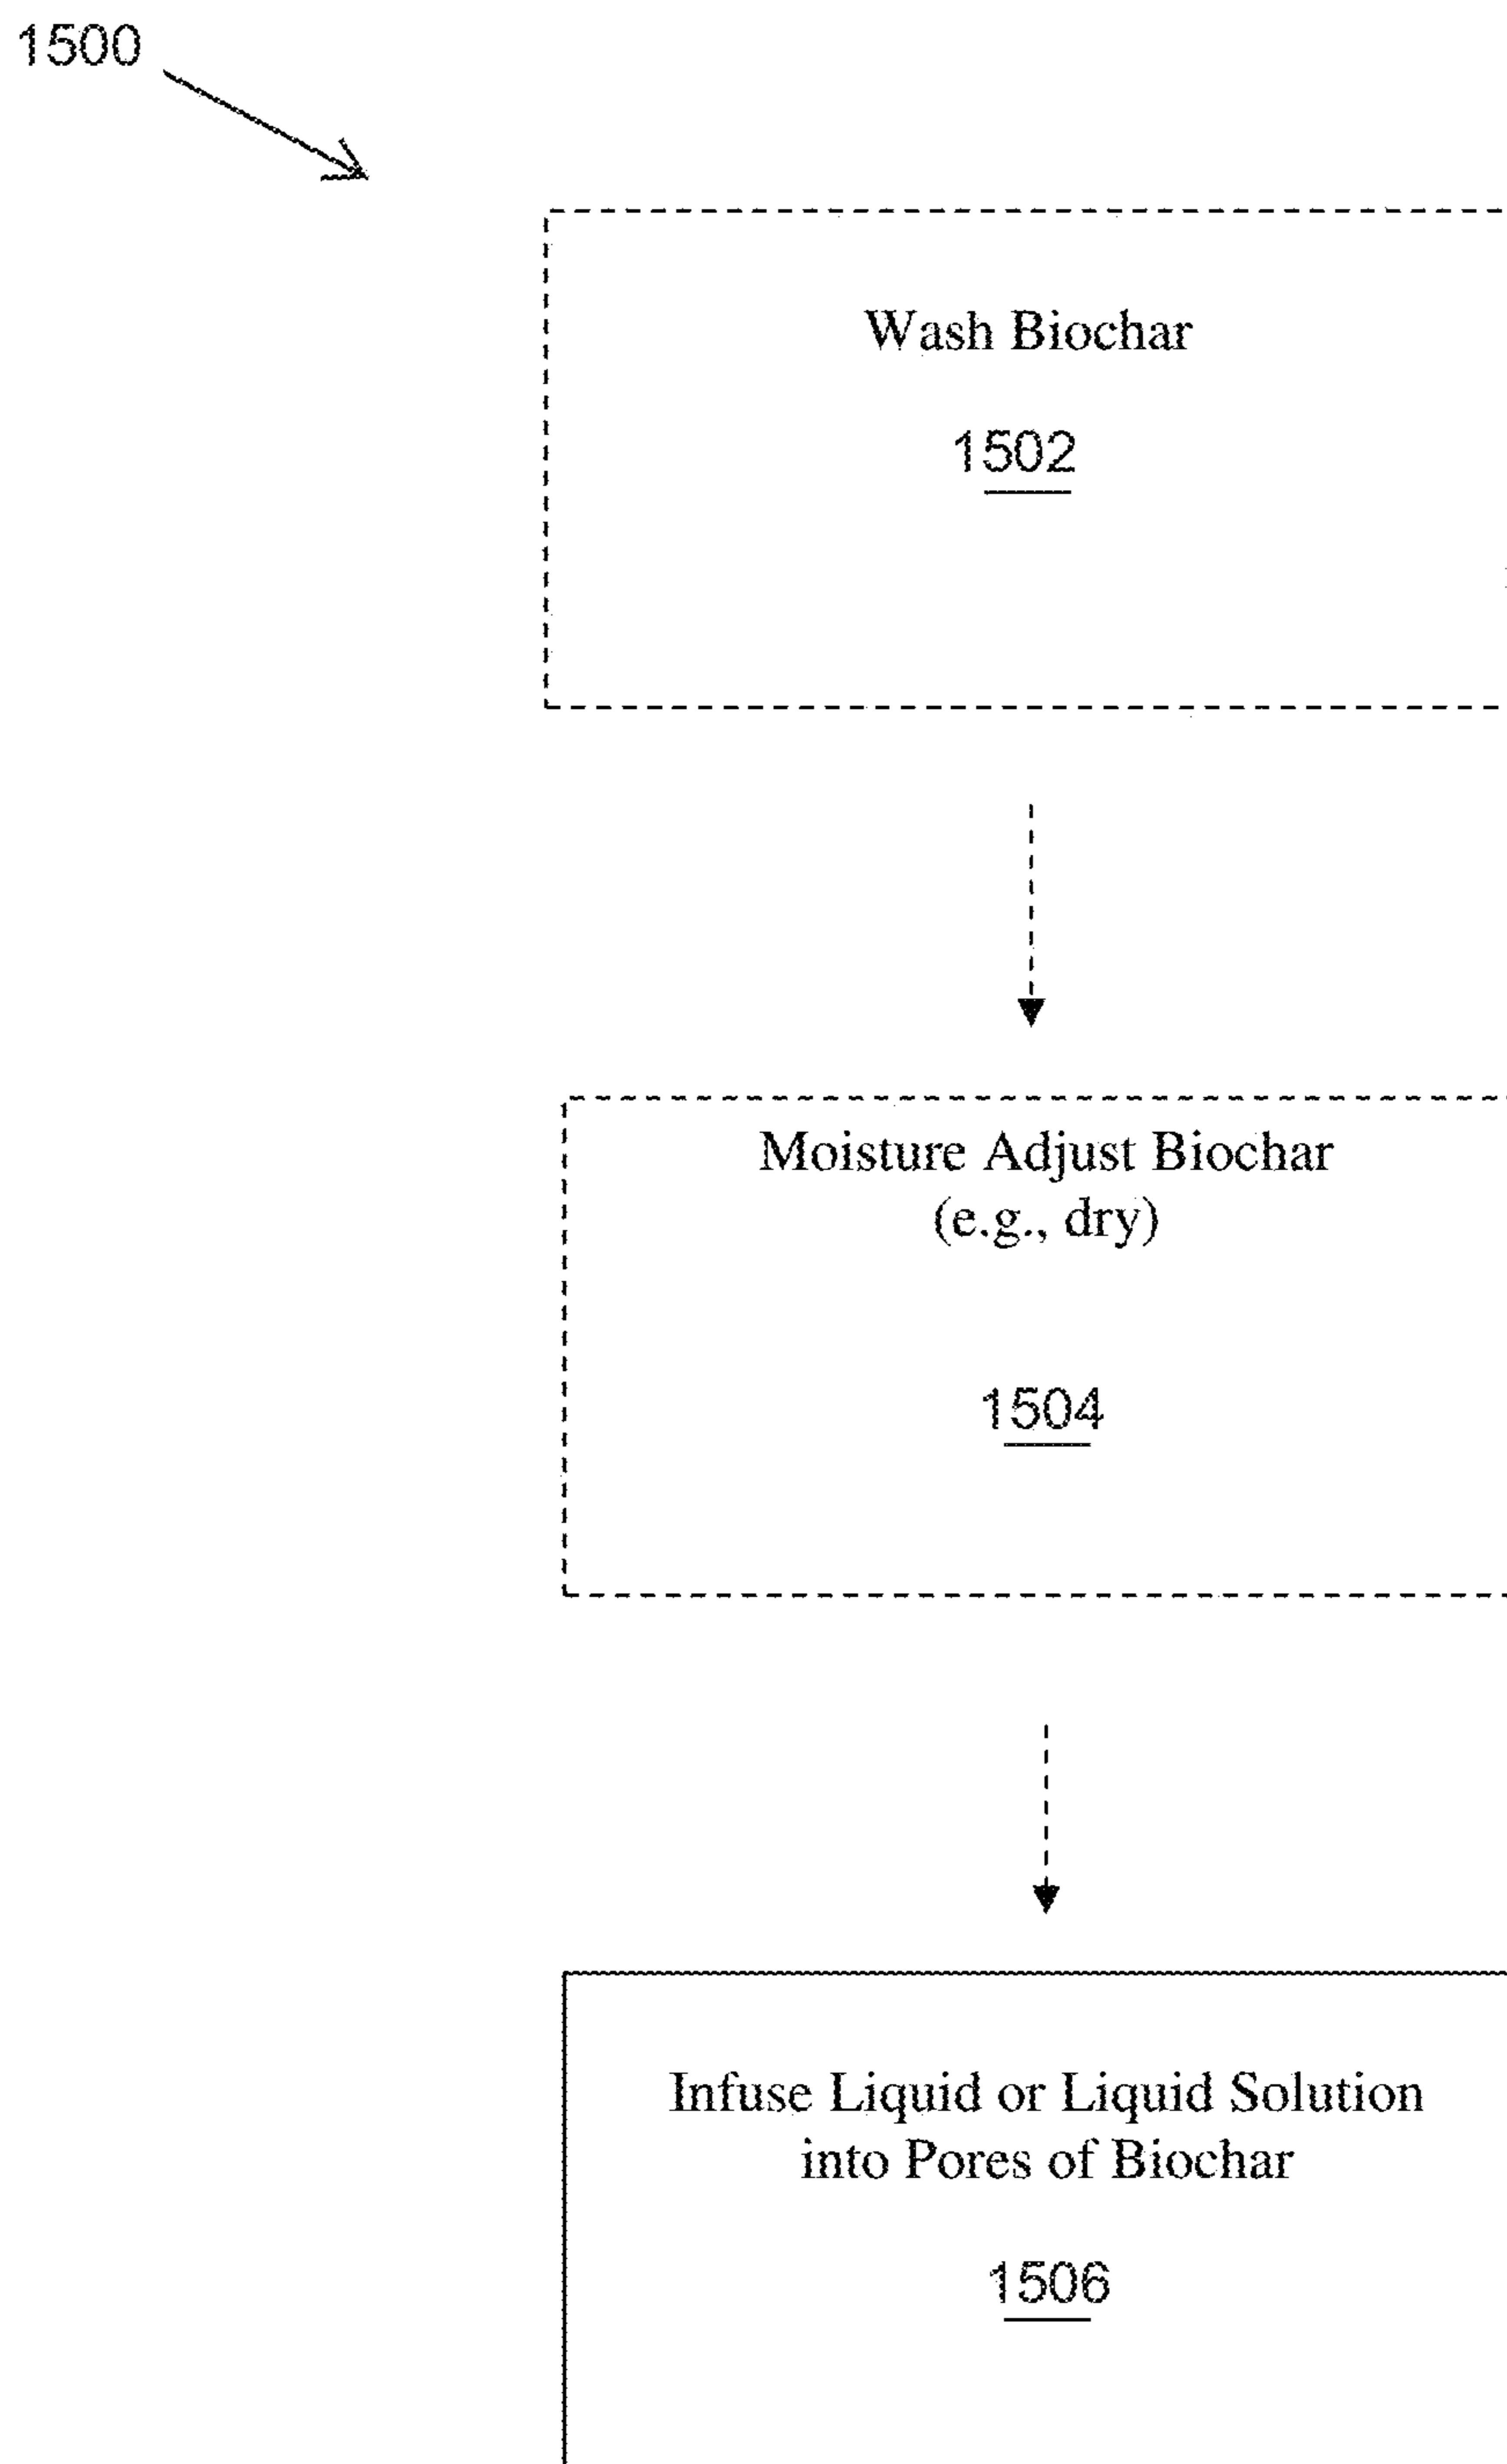 1500
Wash Biochar
1502
Moisture Adjust Biochar
(e.g., dry)
1504
Infuse Liquid or Liquid Solution
into Pores of Biochar
1506